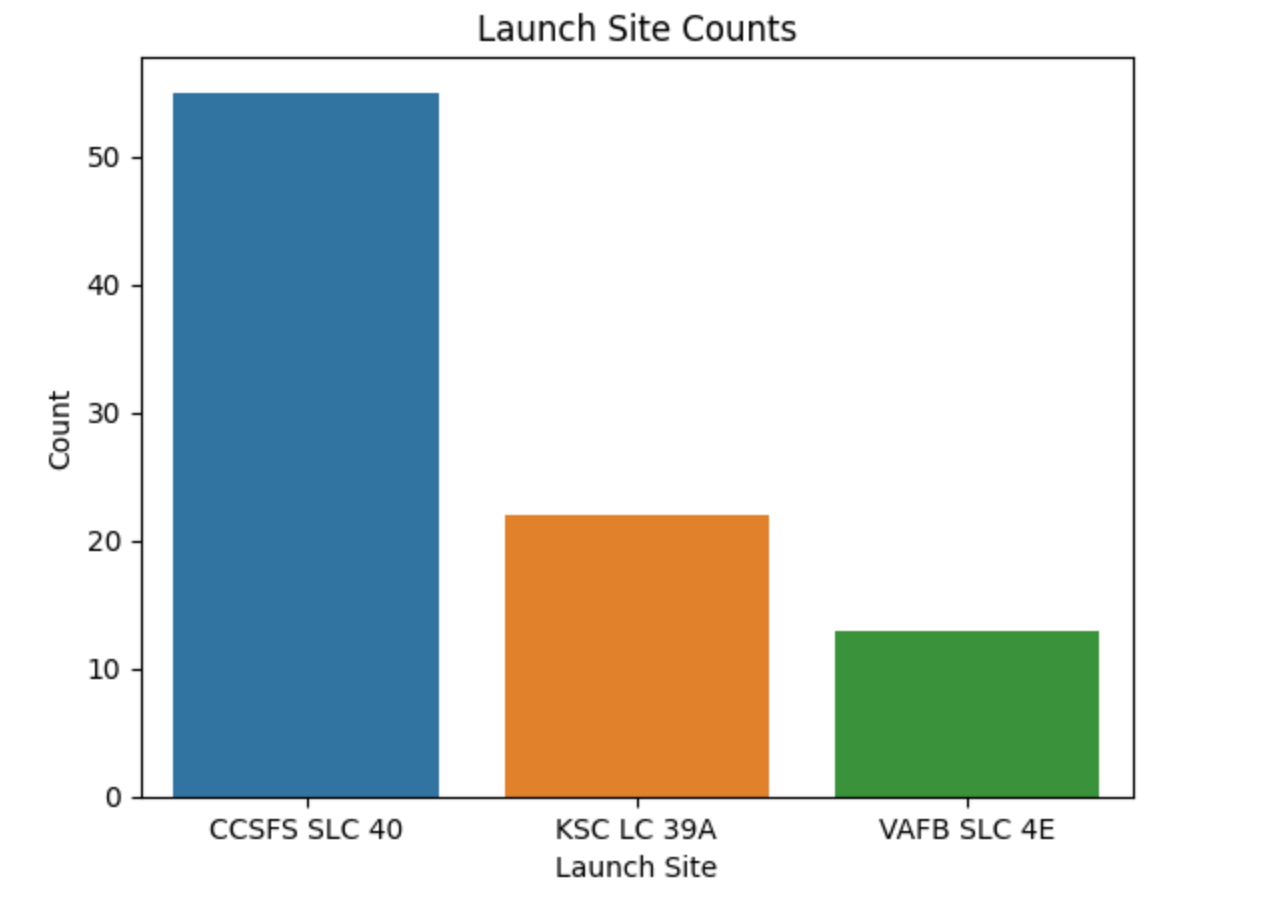 Launch Site Counts
50
40
30
20
10
0
Count
CCSFS SLC 40
KSC LC 39A
VAFB SLC 4E
Launch Site